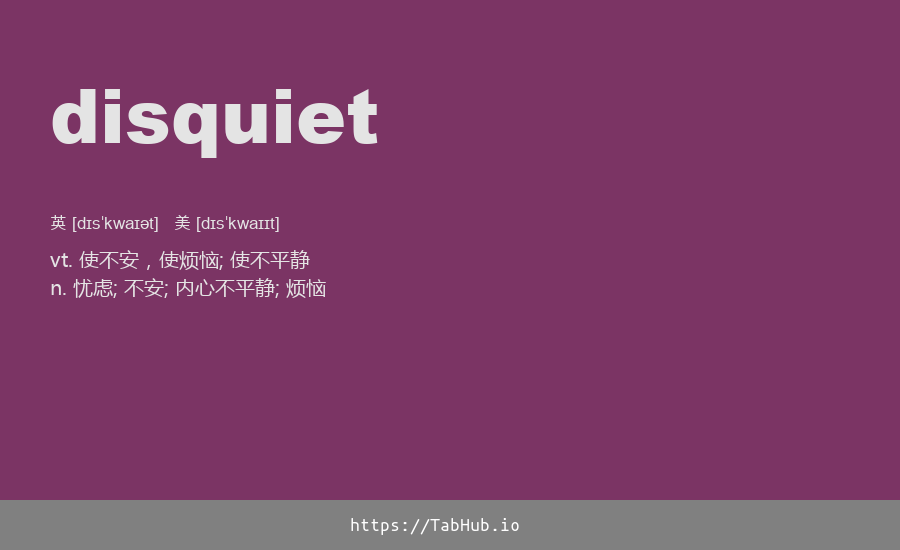 disquiet
英 [dɪsˈkwaɪət] 美 [dɪsˈkwaɪɪt]
vt. 使不安，使烦恼; 使不平静
n. 忧虑; 不安; 内心不平静; 烦恼
https://TabHub.io